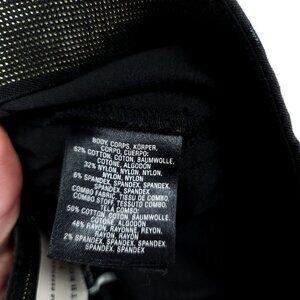 BODY, CORPS, KÖRPER,
CORPO, CUERPO:
62% COTTON, COTON, BAUMWOLLE,
COTONE, ALGODON
32% NYLON, NYLON, NYLON,
NYLON, NYLON
6% SPANDEX, SPANDEX, SPANDEX,
SPANDEX, SPANDEX
COMBO FABRIC, TISSU DE COMBO,
COMBO STOFF, TESSUTO DI COMBO,
TELA COMBO:
50% COTTON, COTON, BAUMWOLLE,
COTONE, ALGODON
48% RAYON, RAYONNE, REYON,
RAYON, RAYON
2% SPANDEX, SPANDEX, SPANDEX,
SPANDEX, SPANDEX